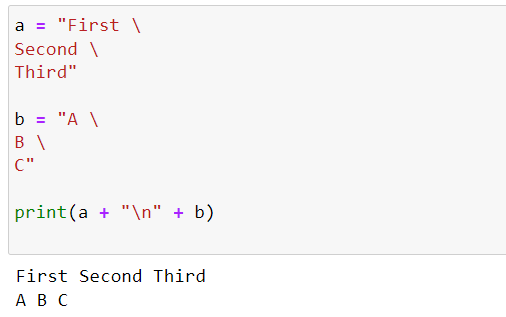 a = "First \
Second \
Third"

b = "A \
B \
C"

print(a + "\n" + b)

First Second Third
A B C